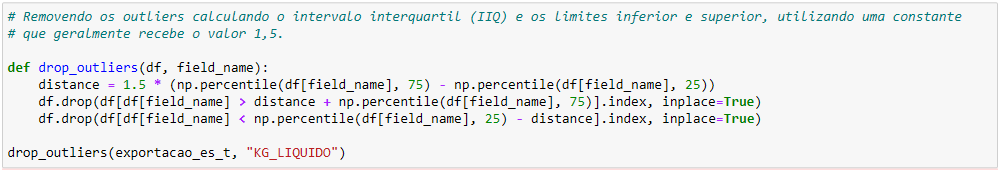 # Removendo os outliers calculando o intervalo interquartil (IIQ) e os limites inferior e superior, utilizando uma constante
# que geralmente recebe o valor 1,5.
def drop_outliers(df, field_name):
    distance = 1.5 * (np.percentile(df[field_name], 75) - np.percentile(df[field_name], 25))
    df.drop(df[df[field_name] > distance + np.percentile(df[field_name], 75)].index, inplace=True)
    df.drop(df[df[field_name] < np.percentile(df[field_name], 25) - distance].index, inplace=True)
drop_outliers(exportacao_es_t, "KG_LIQUIDO")